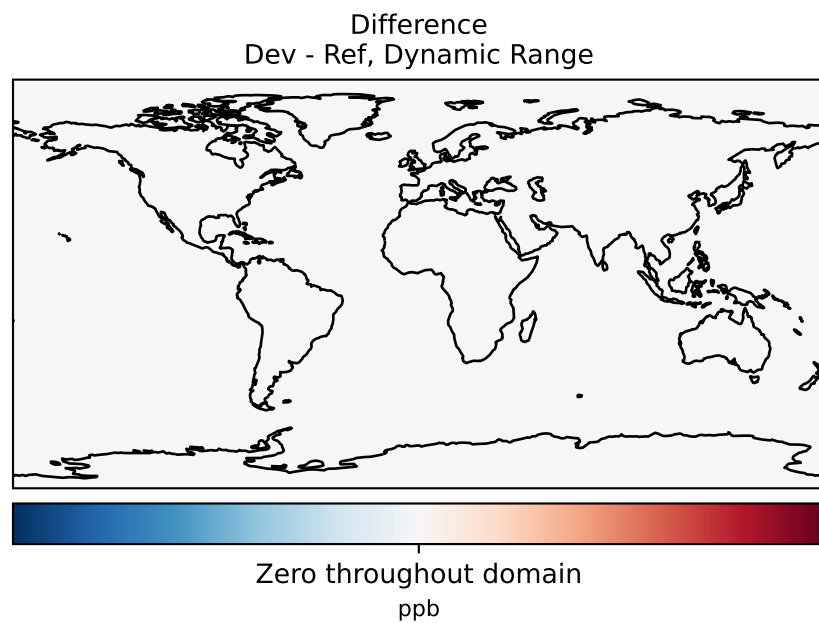 Difference
Dev - Ref, Dynamic Range
Zero throughout domain
ppb